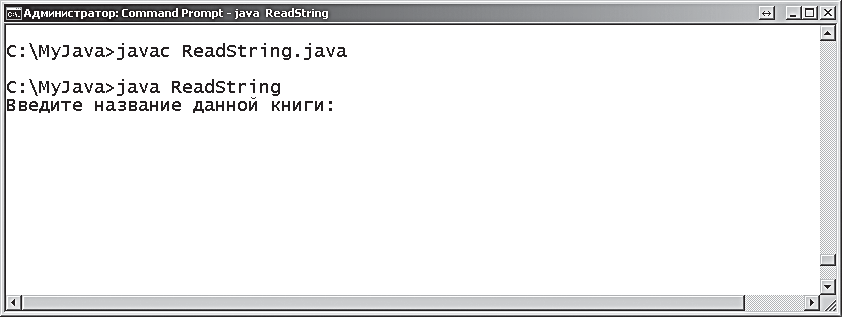 Администратор: Command Prompt - java ReadString
C:\MyJava>javac ReadString.java
C:\MyJava>java ReadString
Введите название данной книги: